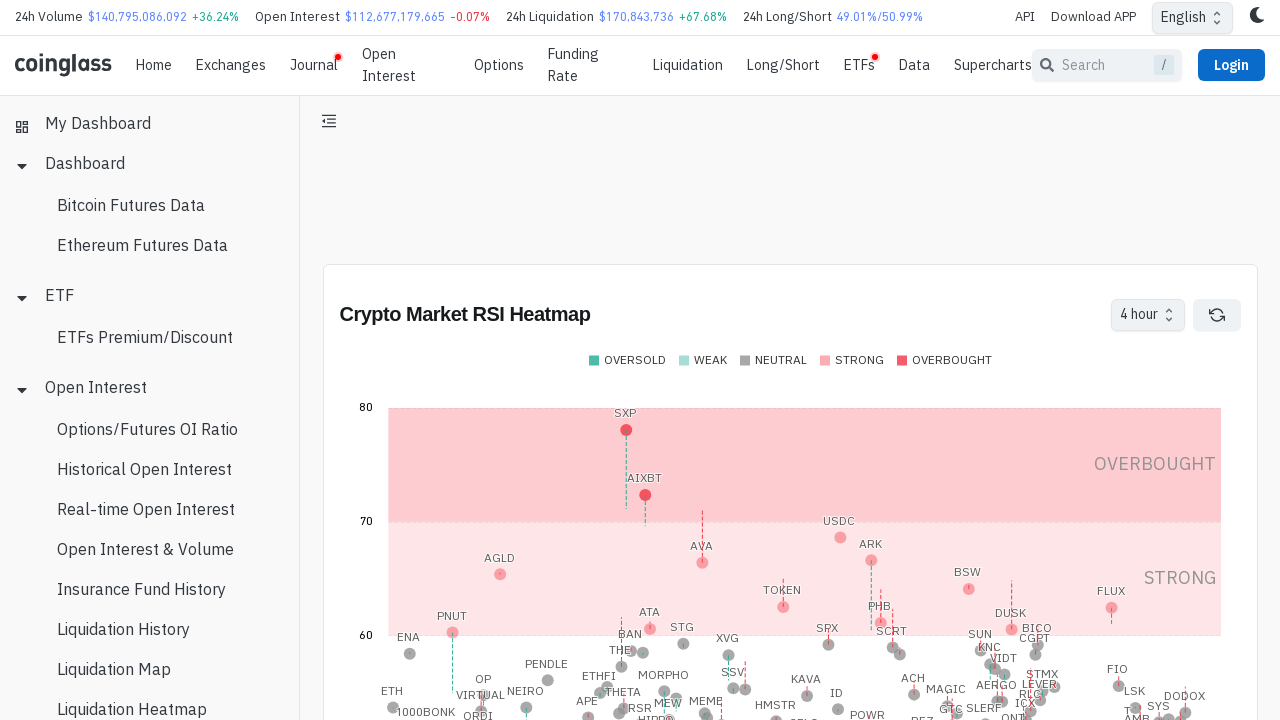 24h Volume $140,795,086,092 +36.24% Open Interest $112,677,179,665 -0.07% 24h Liquidation $170,843,736 +67.68% 24h Long/Short 49.01%/50.99% API Download APP English
coinglass Home Exchanges Journal Open Interest Options Funding Rate Liquidation Long/Short ETFs Data Supercharts Search / Login
My Dashboard
Dashboard
Bitcoin Futures Data
Ethereum Futures Data
ETF
ETFs Premium/Discount
Open Interest
Options/Futures OI Ratio
Historical Open Interest
Real-time Open Interest
Open Interest & Volume
Insurance Fund History
Liquidation History
Liquidation Map
Liquidation Heatmap
Crypto Market RSI Heatmap 4 hour
OVERSOLD WEAK NEUTRAL STRONG OVERBOUGHT
80
SXP
OVERBOUGHT
AIXBT
70
USDC
AVA ARK
AGLD
BSW
STRONG
TOKEN FLUX
PHB
PNUT ATA DUSK
60
ENA BAN STG SPX SCRT SUN BICO
XVG CGPT
THE KNC
PENDLE VIDT
ETHFI MORPHO SSV FIO
OP KAVA ACH STMX
ETH VIRTUAL NEIRO THETA MAGIC AERGO LEVER
APE MEW MEME ID LSK DODOX
1000BONK ORDI RSR HMSTR POWR GTC SLERF ICX SYS